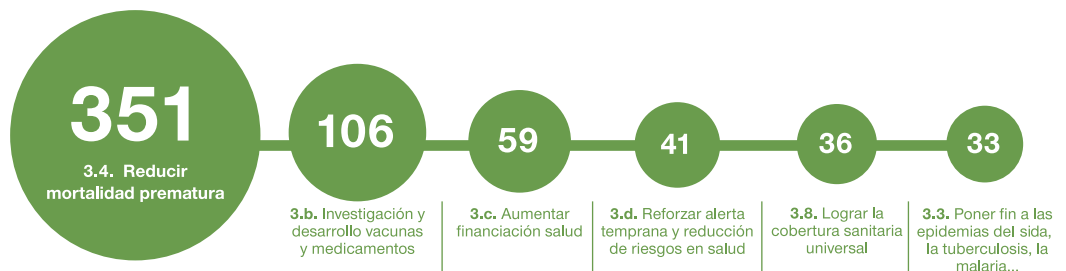 351
3.4. Reducir
mortalidad prematura
106
3.b. Investigación y
desarrollo vacunas
y medicamentos
59
3.c. Aumentar
financiación salud
41
3.d. Reforzar alerta
temprana y reducción
de riesgos en salud
36
3.8. Lograr la
cobertura sanitaria
universal
33
3.3. Poner fin a las
epidemias del sida,
la tuberculosis, la
malaria...